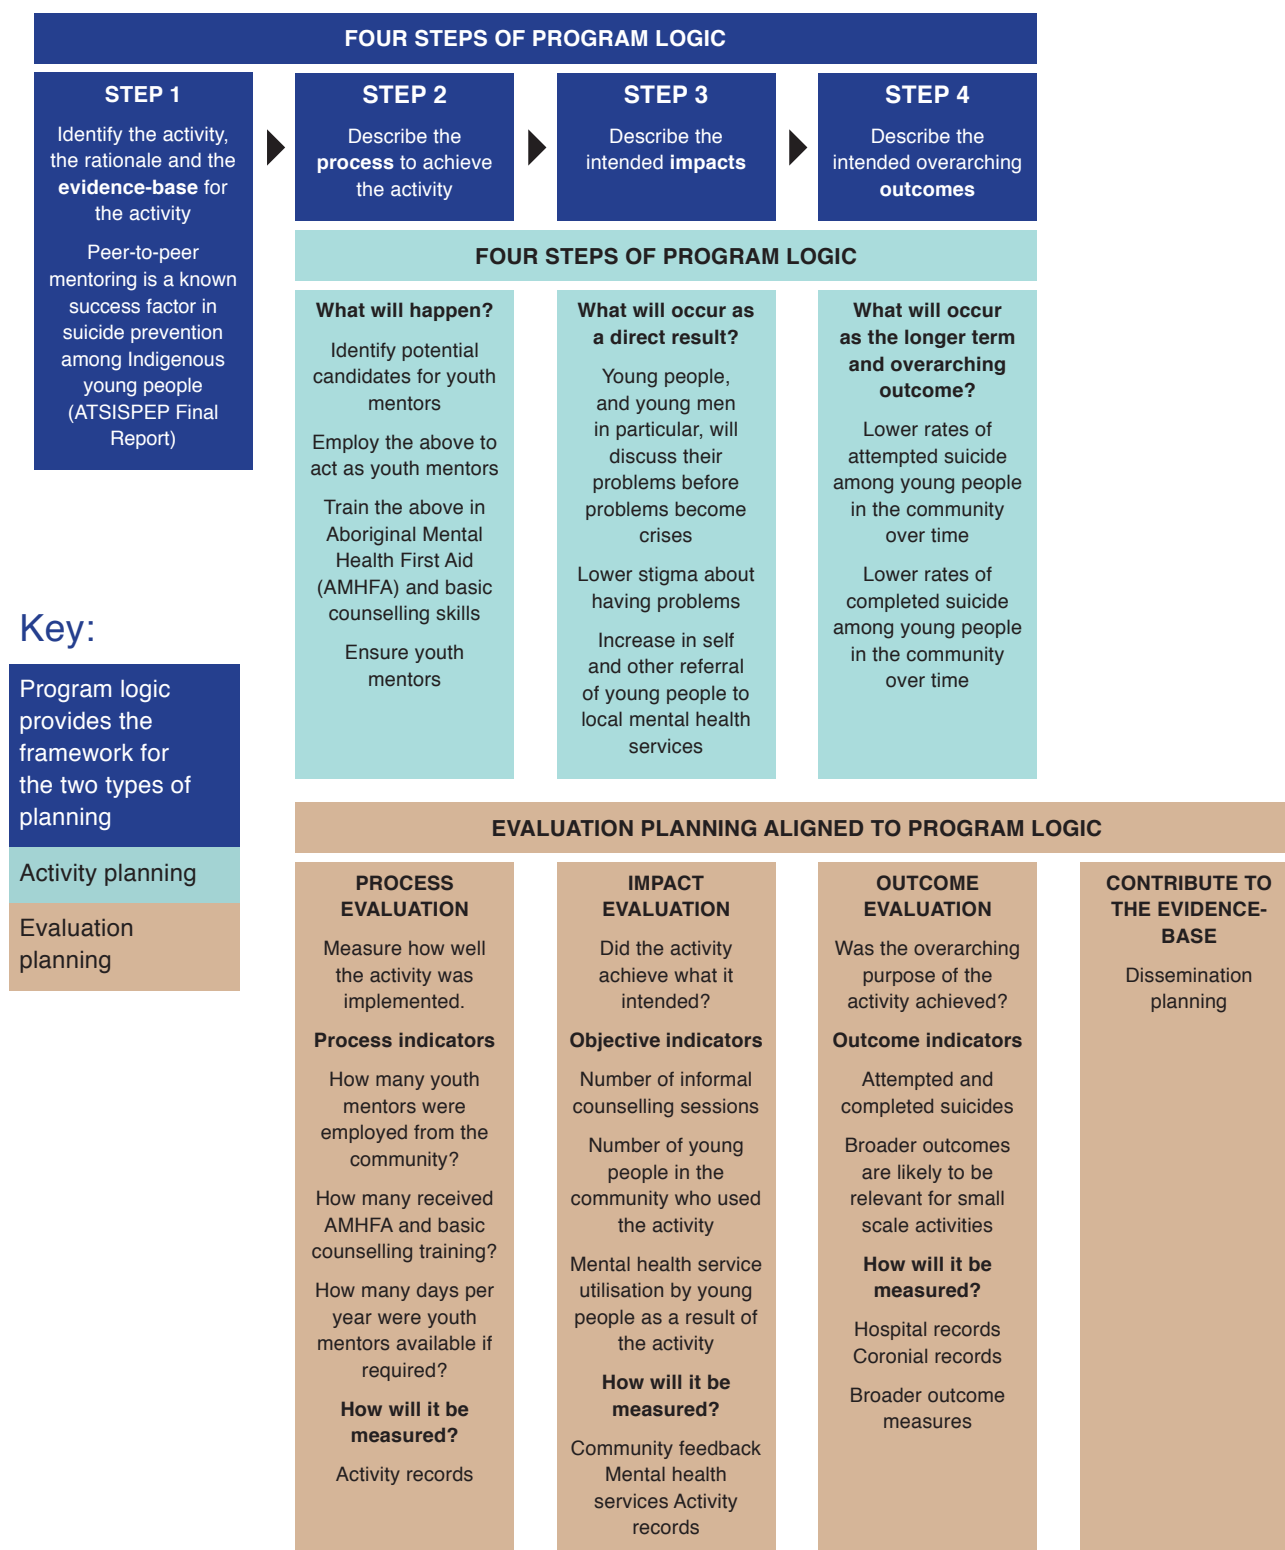 FOUR STEPS OF PROGRAM LOGIC
STEP 1
Identify the activity,
the rationale and the
evidence-base for
the activity
Peer-to-peer
mentoring is a known
success factor in
suicide prevention
among Indigenous
young people
(ATSISPEP Final
Report)
STEP 2
Describe the
process to achieve
the activity
STEP 3
Describe the
intended impacts
STEP 4
Describe the
intended overarching
outcomes
FOUR STEPS OF PROGRAM LOGIC
What will happen?
Identify potential
candidates for youth
mentors
Employ the above to
act as youth mentors
Train the above in
Aboriginal Mental
Health First Aid
(AMHFA) and basic
counselling skills
Ensure youth
mentors
What will occur as
a direct result?
Young people,
and young men
in particular, will
discuss their
problems before
problems become
crises
Lower stigma about
having problems
Increase in self
and other referral
of young people to
local mental health
services
What will occur
as the longer term
and overarching
outcome?
Lower rates of
attempted suicide
among young people
in the community
over time
Lower rates of
completed suicide
among young people
in the community
over time
Key:
Program logic
provides the
framework for
the two types of
planning
Activity planning
Evaluation
planning
EVALUATION PLANNING ALIGNED TO PROGRAM LOGIC
PROCESS
EVALUATION
Measure how well
the activity was
implemented.
Process indicators
How many youth
mentors were
employed from the
community?
How many received
AMHFA and basic
counselling training?
How many days per
year were youth
mentors available if
required?
How will it be
measured?
Activity records
IMPACT
EVALUATION
Did the activity
achieve what it
intended?
Objective indicators
Number of informal
counselling sessions
Number of young
people in the
community who used
the activity
Mental health service
utilisation by young
people as a result of
the activity
How will it be
measured?
Community feedback
Mental health
services Activity
records
OUTCOME
EVALUATION
Was the overarching
purpose of the
activity achieved?
Outcome indicators
Attempted and
completed suicides
Broader outcomes
are likely to be
relevant for small
scale activities
How will it be
measured?
Hospital records
Coronial records
Broader outcome
measures
CONTRIBUTE TO
THE EVIDENCE-
BASE
Dissemination
planning